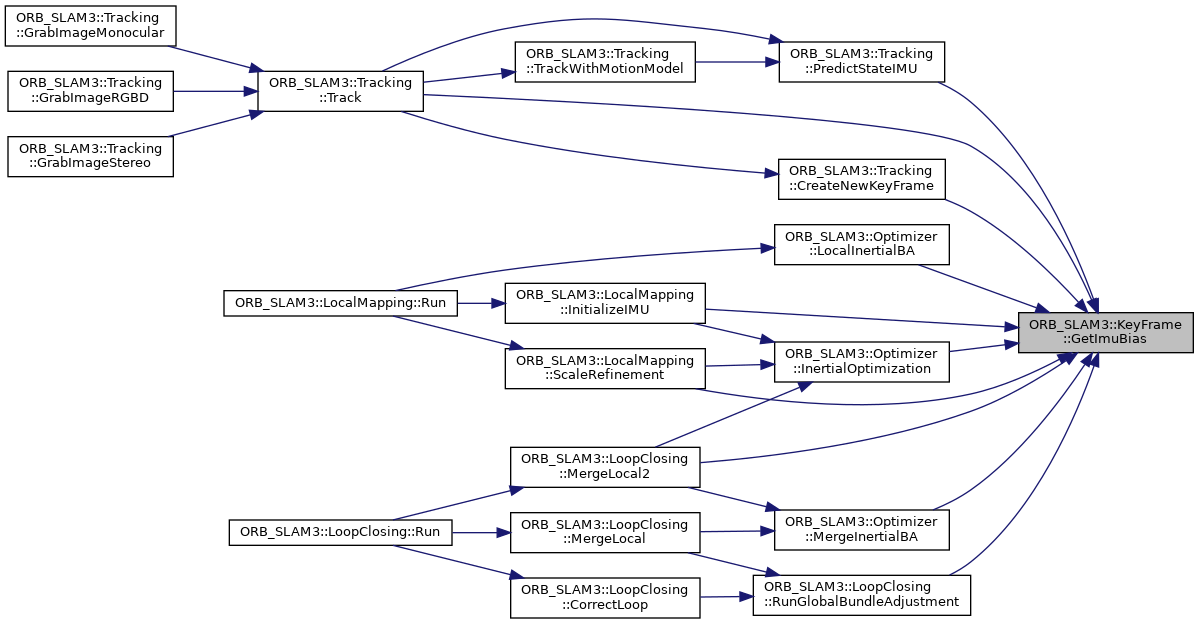 ORB_SLAM3::Tracking
::GrabImageMonocular
ORB_SLAM3::Tracking
::GrabImageRGBD
ORB_SLAM3::Tracking
::GrabImageStereo
ORB_SLAM3::Tracking
::Track
ORB_SLAM3::Tracking
::TrackWithMotionModel
ORB_SLAM3::Tracking
::PredictStateIMU
ORB_SLAM3::Tracking
::CreateNewKeyFrame
ORB_SLAM3::Optimizer
::LocalInertialBA
ORB_SLAM3::LocalMapping::Run
ORB_SLAM3::LocalMapping
::InitializeIMU
ORB_SLAM3::KeyFrame
::GetImuBias
ORB_SLAM3::LocalMapping
::ScaleRefinement
ORB_SLAM3::Optimizer
::InertialOptimization
ORB_SLAM3::LoopClosing
::MergeLocal2
ORB_SLAM3::LoopClosing::Run
ORB_SLAM3::LoopClosing
::MergeLocal
ORB_SLAM3::Optimizer
::MergeInertialBA
ORB_SLAM3::LoopClosing
::CorrectLoop
ORB_SLAM3::LoopClosing
::RunGlobalBundleAdjustment